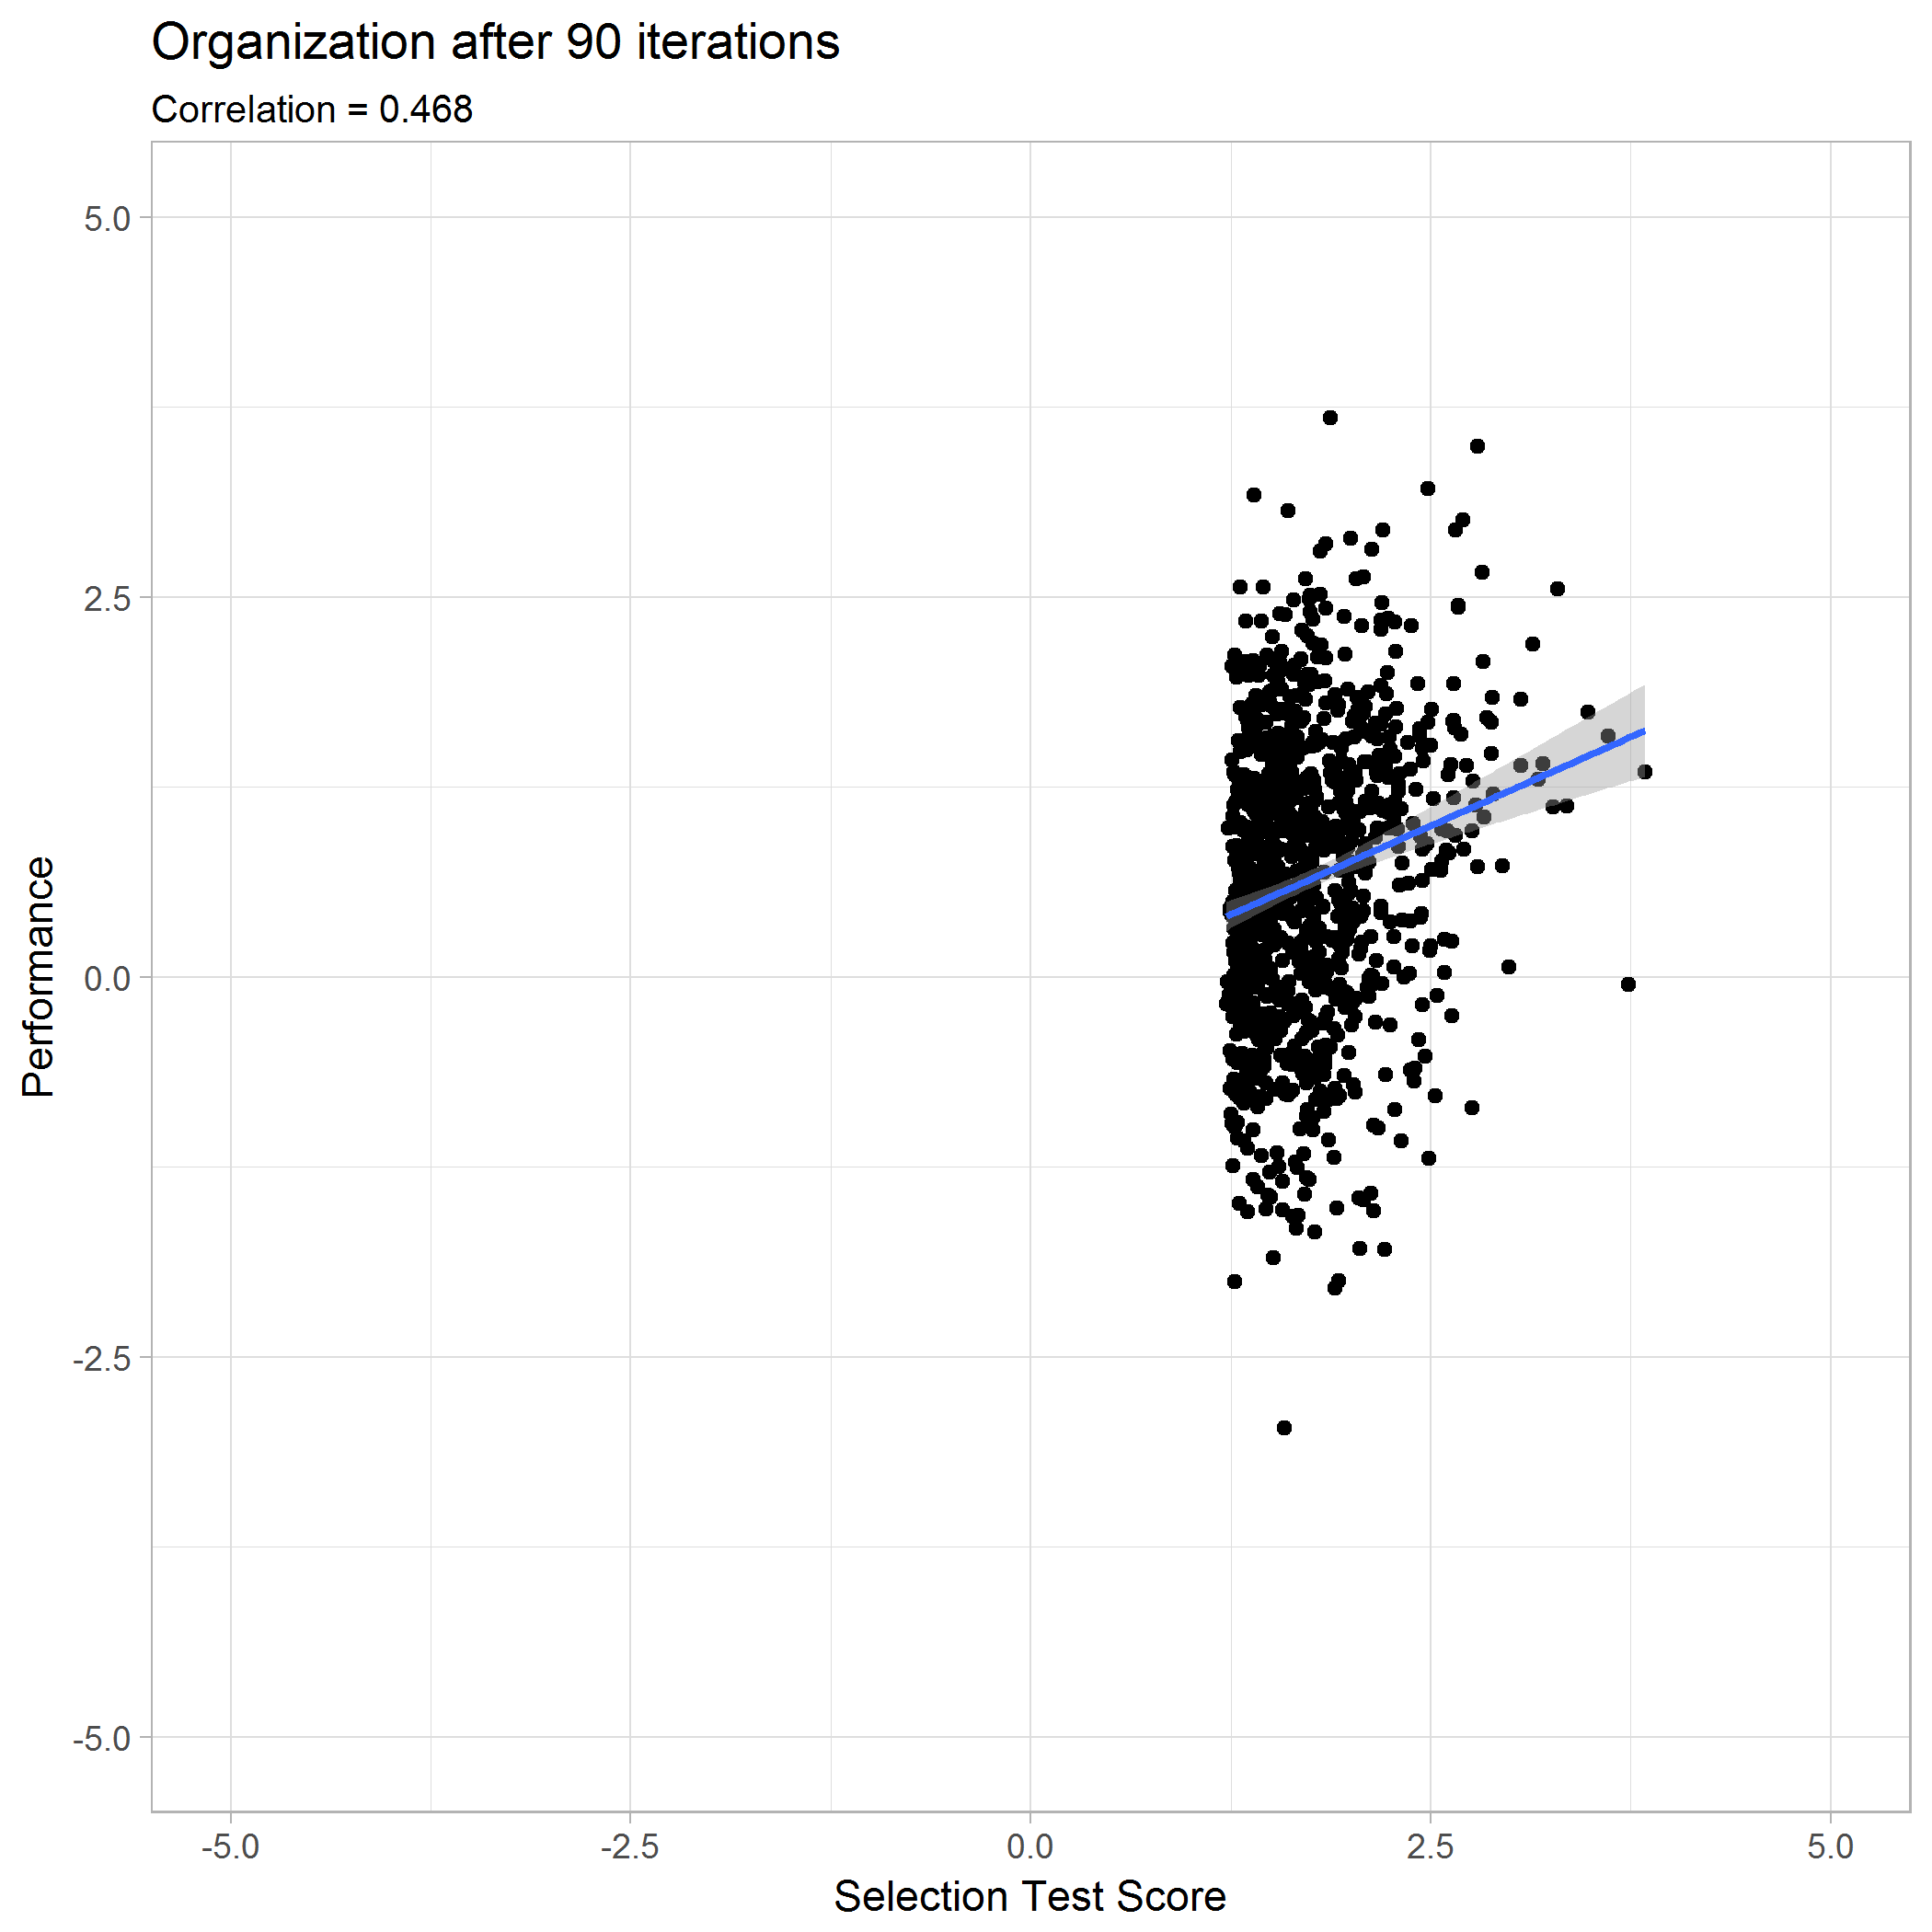 Organization after 90 iterations
Correlation = 0.468
5.0
2.5
0.0
-2.5
-5.0
Performance
-5.0 -2.5 0.0 2.5 5.0
Selection Test Score